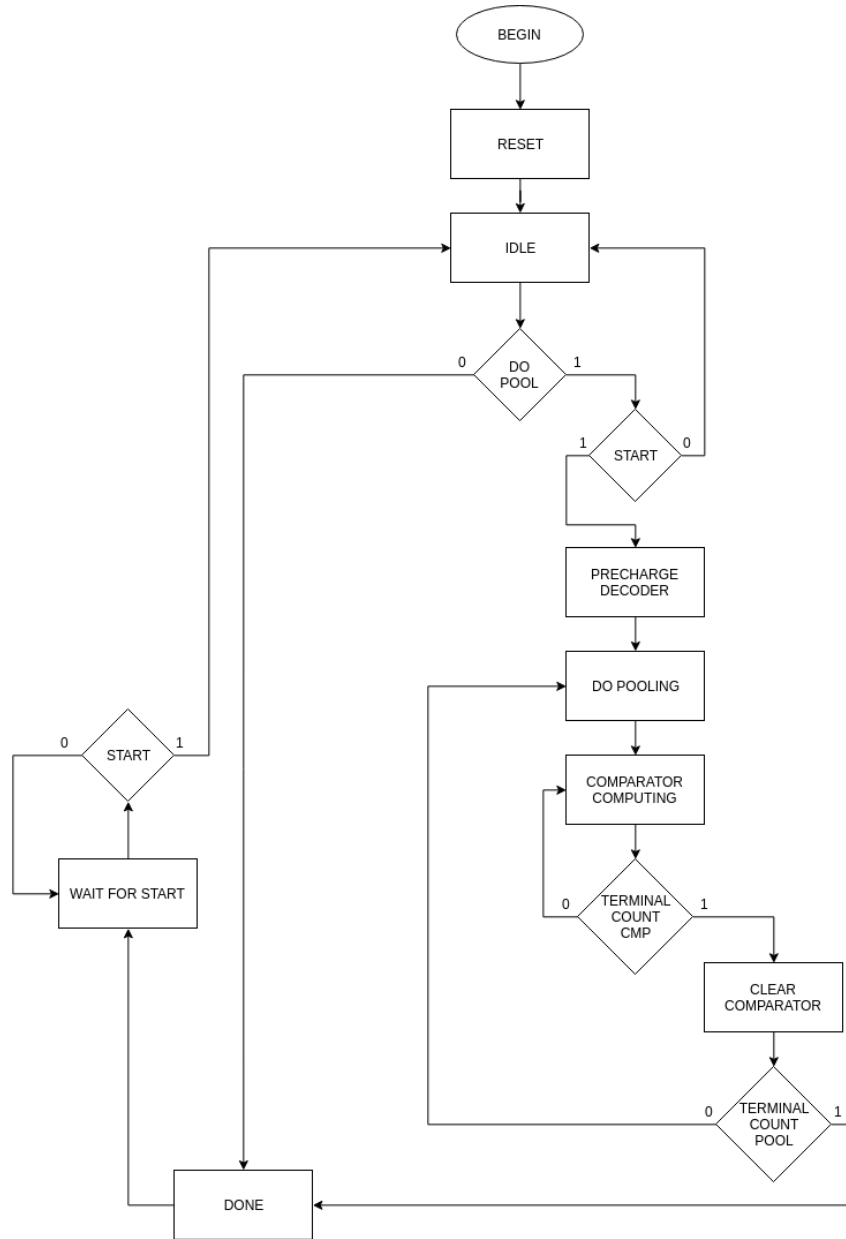 BEGIN
RESET
IDLE
0
DO
POOL
1
1
START
0
PRECHARGE
DECODER
DO POOLING
0
START
1
COMPARATOR
COMPUTING
WAIT FOR START
0
TERMINAL
COUNT
CMP
1
CLEAR
COMPARATOR
0
TERMINAL
COUNT
POOL
1
DONE